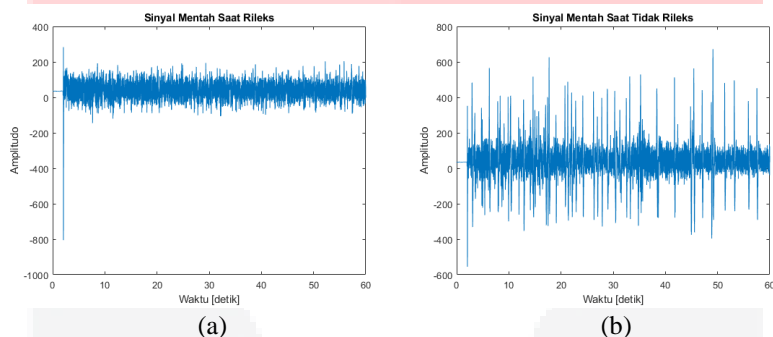 Sinyal Mentah Saat Rileks
400
200
0
-200
-400
-600
-800
-1000
Amplitudo
0 10 20 30 40 50 60
Waktu [detik]
(a)
Sinyal Mentah Saat Tidak Rileks
800
600
400
200
0
-200
-400
-600
Amplitudo
0 10 20 30 40 50 60
Waktu [detik]
(b)